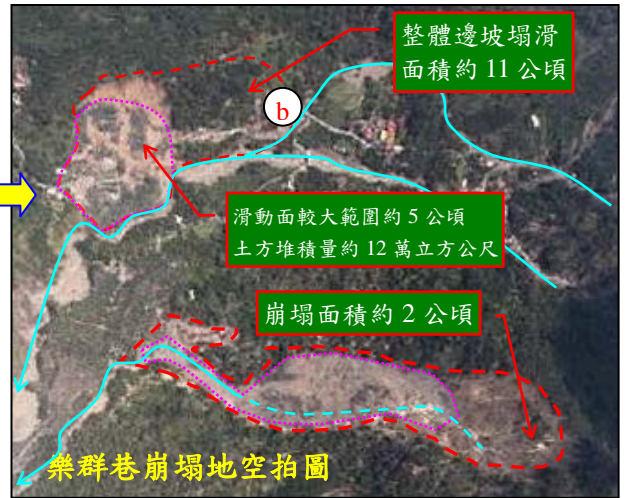 整體邊坡塌滑
面積約 11 公頃
b
滑動面較大範圍約 5 公頃
土方堆積量約 12 萬立方公尺
崩塌面積約 2 公頃
樂群巷崩塌地空拍圖